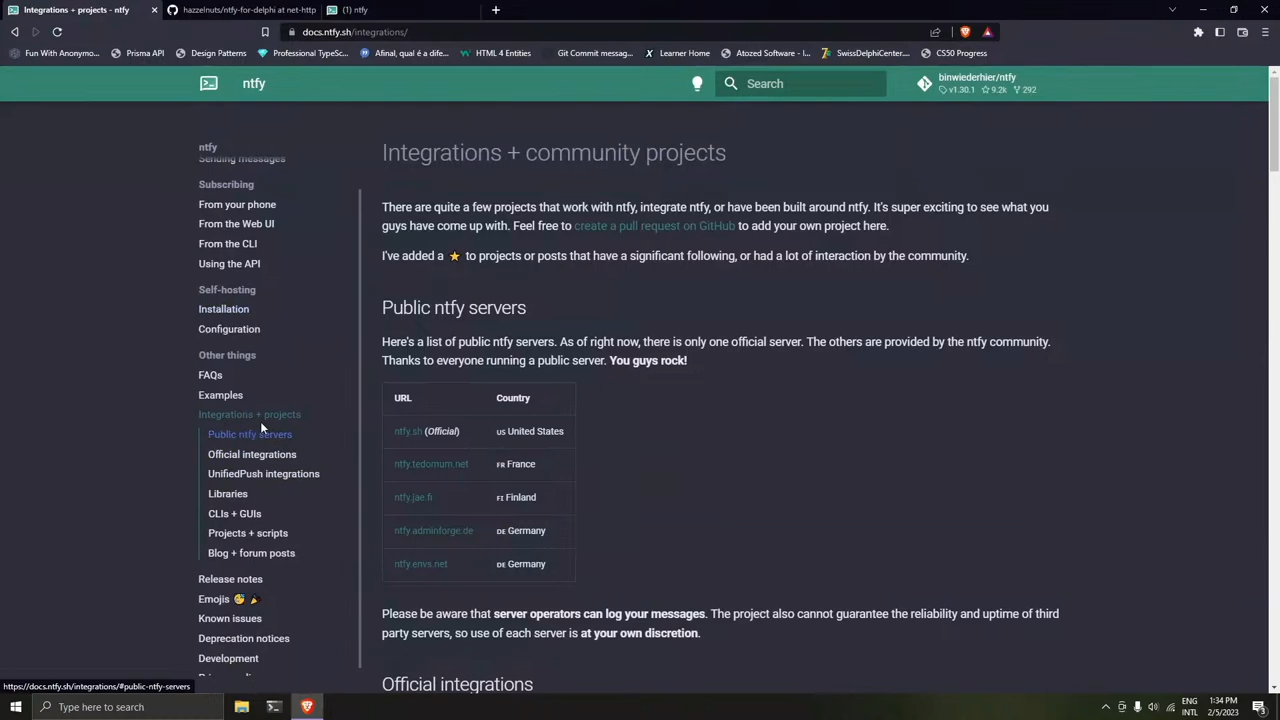 Integrations + projects - ntfy
hazzelnuts/ntfy-for-delphi at net-http
(1) ntfy
docs.ntfy.sh/integrations/
Fun With Anonymo...
Prisma API
Design Patterns
Professional TypeSc...
Afinal, qual é a dife...
HTML 4 Entities
Git Commit messag...
Learner Home
Atozed Software
SwissDelphiCenter....
CS50 Progress
ntfy
Search
binwiederhier/ntfy
v1.30.1 9.2k 292
ntfy
Sending messages
Subscribing
From your phone
From the Web UI
From the CLI
Using the API
Self-hosting
Installation
Configuration
Other things
FAQs
Examples
Integrations + projects
Public ntfy servers
Official integrations
UnifiedPush integrations
Libraries
CLIs + GUIs
Projects + scripts
Blog + forum posts
Release notes
Emojis 🥳 🎉
Known issues
Deprecation notices
Development
Integrations + community projects
There are quite a few projects that work with ntfy, integrate ntfy, or have been built around ntfy. It's super exciting to see what you
guys have come up with. Feel free to create a pull request on GitHub to add your own project here.
I've added a ⭐ to projects or posts that have a significant following, or had a lot of interaction by the community.
Public ntfy servers
Here's a list of public ntfy servers. As of right now, there is only one official server. The others are provided by the ntfy community.
Thanks to everyone running a public server. You guys rock!
URL Country
ntfy.sh (Official) US United States
ntfy.tedomum.net FR France
ntfy.jae.fi FI Finland
ntfy.adminforge.de DE Germany
ntfy.envs.net DE Germany
Please be aware that server operators can log your messages. The project also cannot guarantee the reliability and uptime of third
party servers, so use of each server is at your own discretion.
Official integrations
https://docs.ntfy.sh/integrations/#public-ntfy-servers
Type here to search
ENG
INTL
1:34 PM
2/5/2023